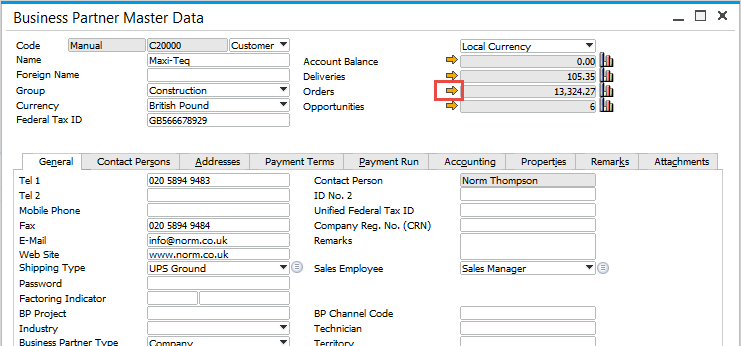 Business Partner Master Data
Code Manual C20000 Customer Local Currency
Name Maxi-Teq Account Balance 0.00
Foreign Name Deliveries 105.35
Group Construction Orders 13,324.27
Currency British Pound Opportunities 6
Federal Tax ID GB566678929
General Contact Persons Addresses Payment Terms Payment Run Accounting Properties Remarks Attachments
Tel 1 020 5894 9483 Contact Person Norm Thompson
Tel 2 ID No. 2
Mobile Phone Unified Federal Tax ID
Fax 020 5894 9484 Company Reg. No. (CRN)
E-Mail info@norm.co.uk Remarks
Web Site www.norm.co.uk
Shipping Type UPS Ground Sales Employee Sales Manager
Password
Factoring Indicator
BP Project BP Channel Code
Industry Technician
Business Partner Type Company Territory